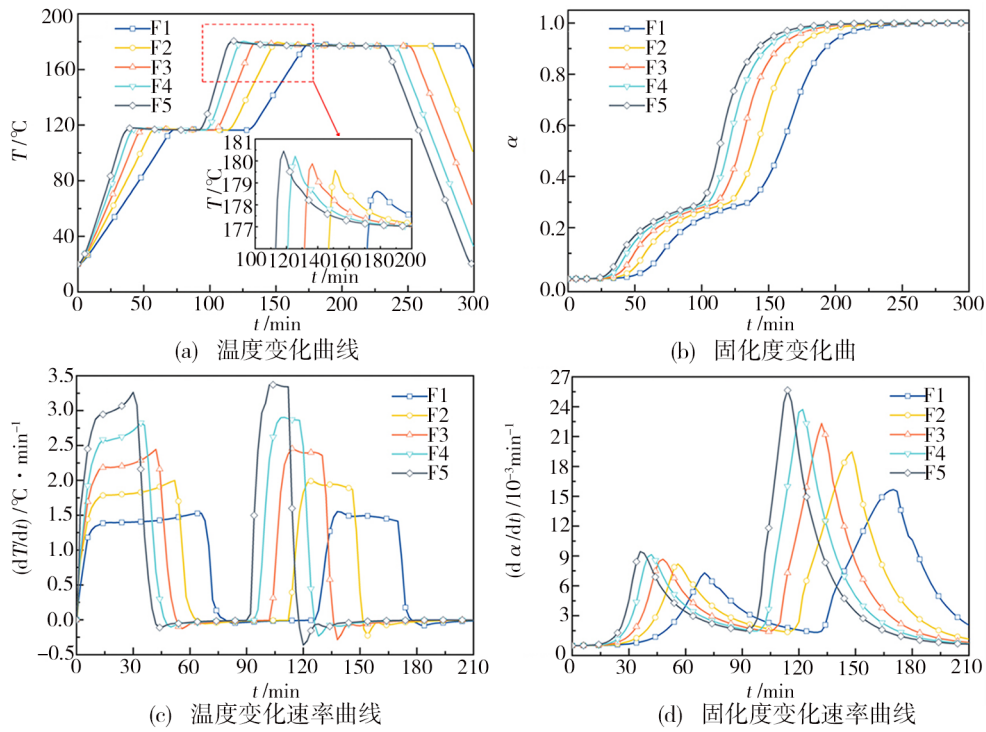 200
160
120
80
40
0
T/℃
F1
F2
F3
F4
F5
181
180
179
178
177
T/℃
100 120 140 160 180 200
t/min
0 50 100 150 200 250 300
t/min
(a) 温度变化曲线
1.0
0.8
0.6
0.4
0.2
0.0
α
F1
F2
F3
F4
F5
0 50 100 150 200 250 300
t/min
(b) 固化度变化曲
3.5
3.0
2.5
2.0
1.5
1.0
0.5
0.0
−0.5
(dT/dt)/℃·min⁻¹
F1
F2
F3
F4
F5
0 30 60 90 120 150 180 210
t/min
(c) 温度变化速率曲线
27
24
21
18
15
12
9
6
3
0
(dα/dt)/10⁻³min⁻¹
F1
F2
F3
F4
F5
0 30 60 90 120 150 180 210
t/min
(d) 固化度变化速率曲线